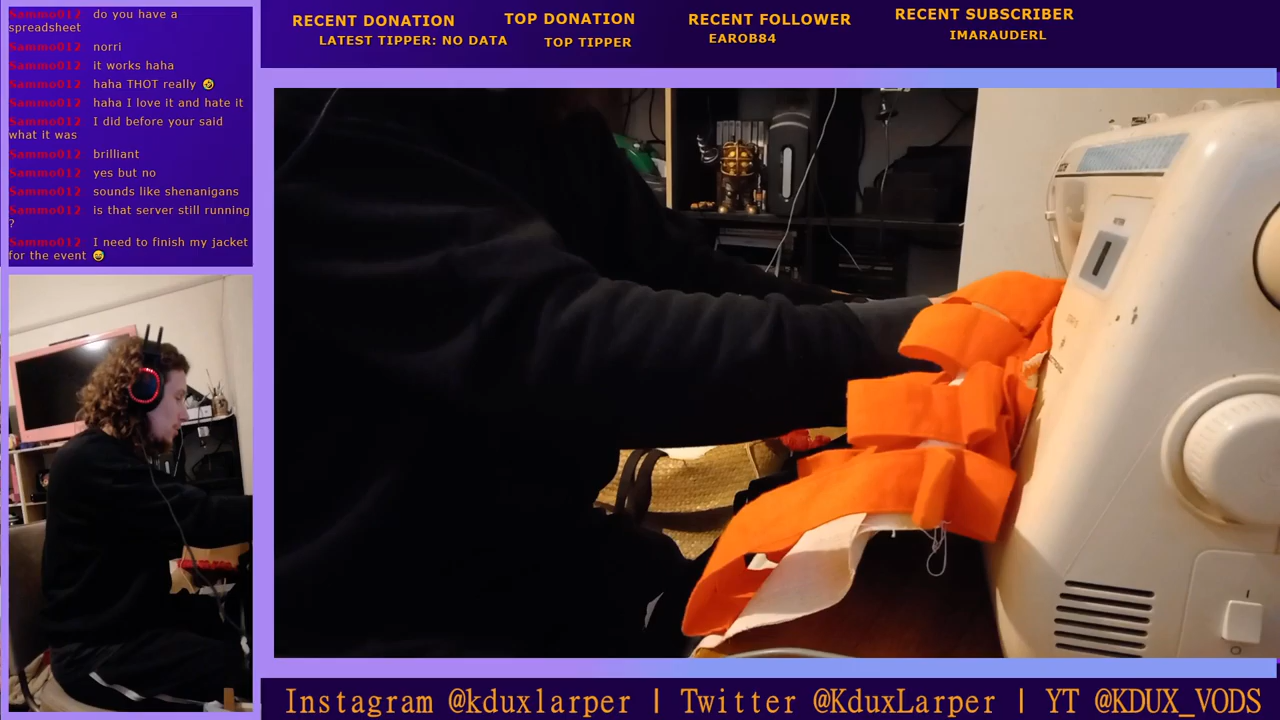 Sammo012 do you have a
spreadsheet
Sammo012 norri
Sammo012 it works haha
Sammo012 haha THOT really 🤣
Sammo012 haha I love it and hate it
Sammo012 I did before your said
what it was
Sammo012 brilliant
Sammo012 yes but no
Sammo012 sounds like shenanigans
Sammo012 is that server still running
?
Sammo012 I need to finish my jacket
for the event 😅
RECENT DONATION
LATEST TIPPER: NO DATA
TOP DONATION
TOP TIPPER
RECENT FOLLOWER
EAROB84
RECENT SUBSCRIBER
IMARAUDERL
Instagram @kduxlarper | Twitter @KduxLarper | YT @KDUX_VODS